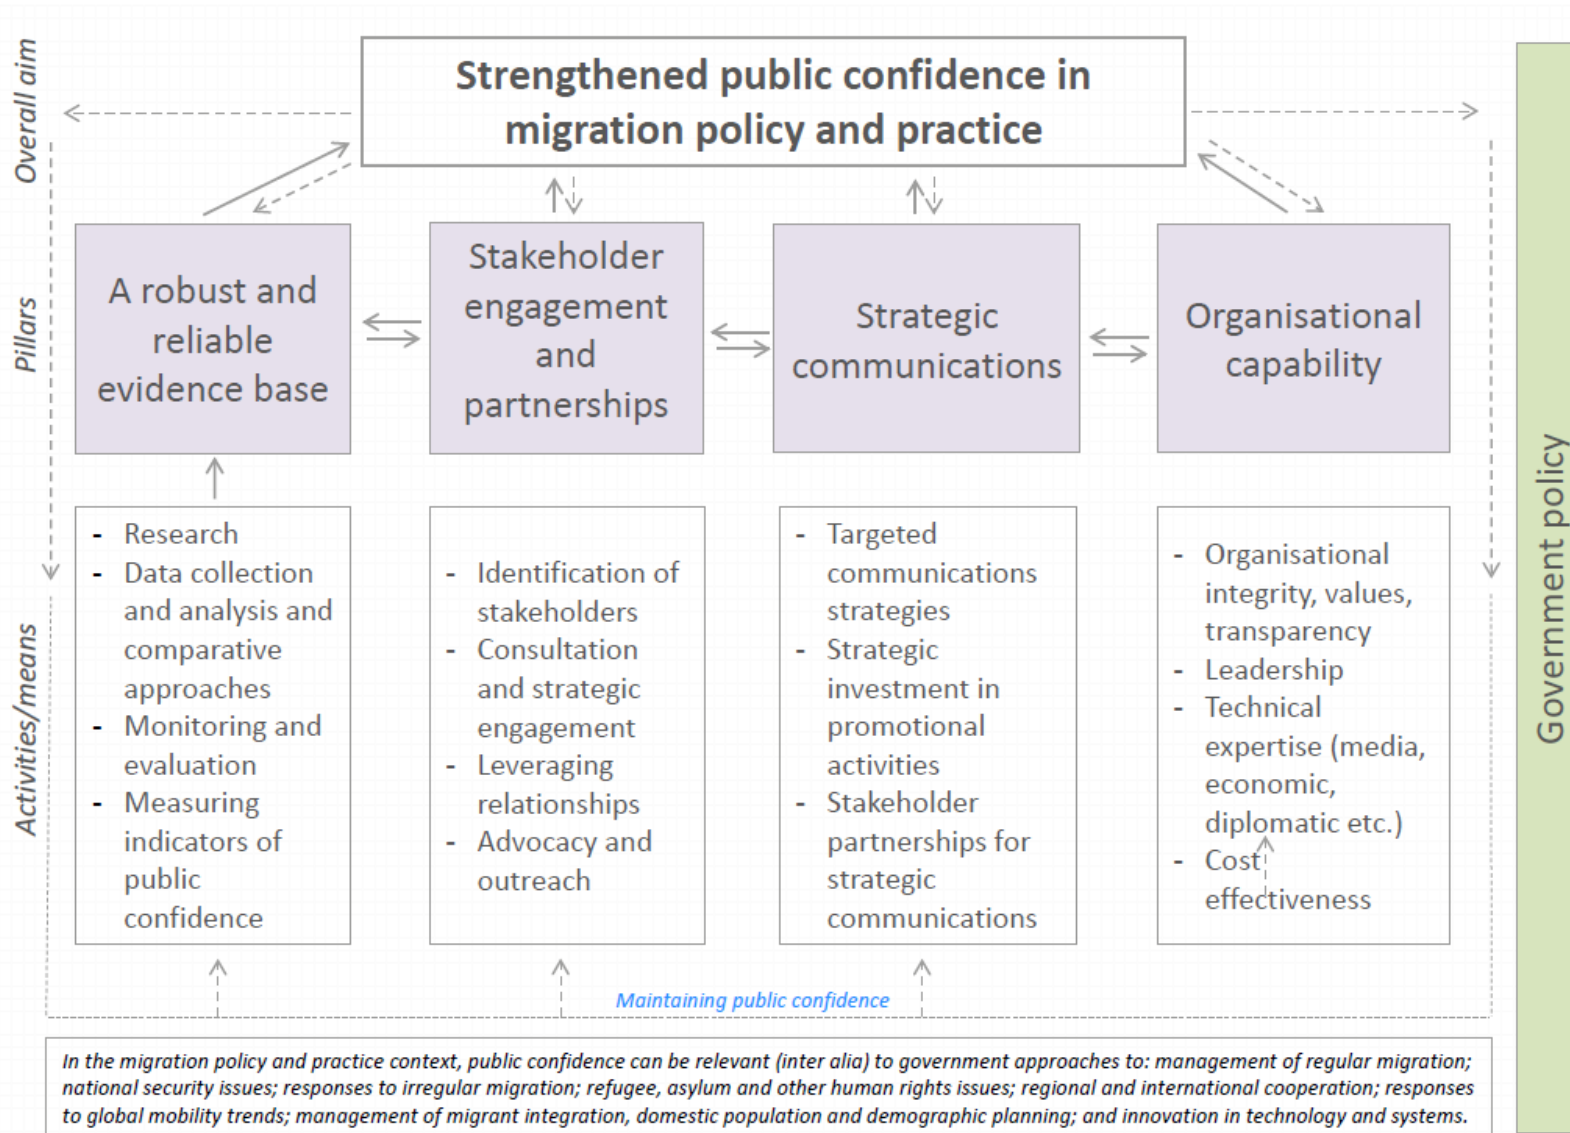 Overall aim
Strengthened public confidence in
migration policy and practice
Pillars
A robust and
reliable
evidence base
Stakeholder
engagement
and
partnerships
Strategic
communications
Organisational
capability
Activities/means
- Research
- Data collection
and analysis and
comparative
approaches
- Monitoring and
evaluation
- Measuring
indicators of
public
confidence
- Identification of
stakeholders
- Consultation
and strategic
engagement
- Leveraging
relationships
- Advocacy and
outreach
- Targeted
communications
strategies
- Strategic
investment in
promotional
activities
- Stakeholder
partnerships for
strategic
communications
- Organisational
integrity, values,
transparency
- Leadership
- Technical
expertise (media,
economic,
diplomatic etc.)
- Cost
effectiveness
Government policy
Maintaining public confidence
In the migration policy and practice context, public confidence can be relevant (inter alia) to government approaches to: management of regular migration;
national security issues; responses to irregular migration; refugee, asylum and other human rights issues; regional and international cooperation; responses
to global mobility trends; management of migrant integration, domestic population and demographic planning; and innovation in technology and systems.